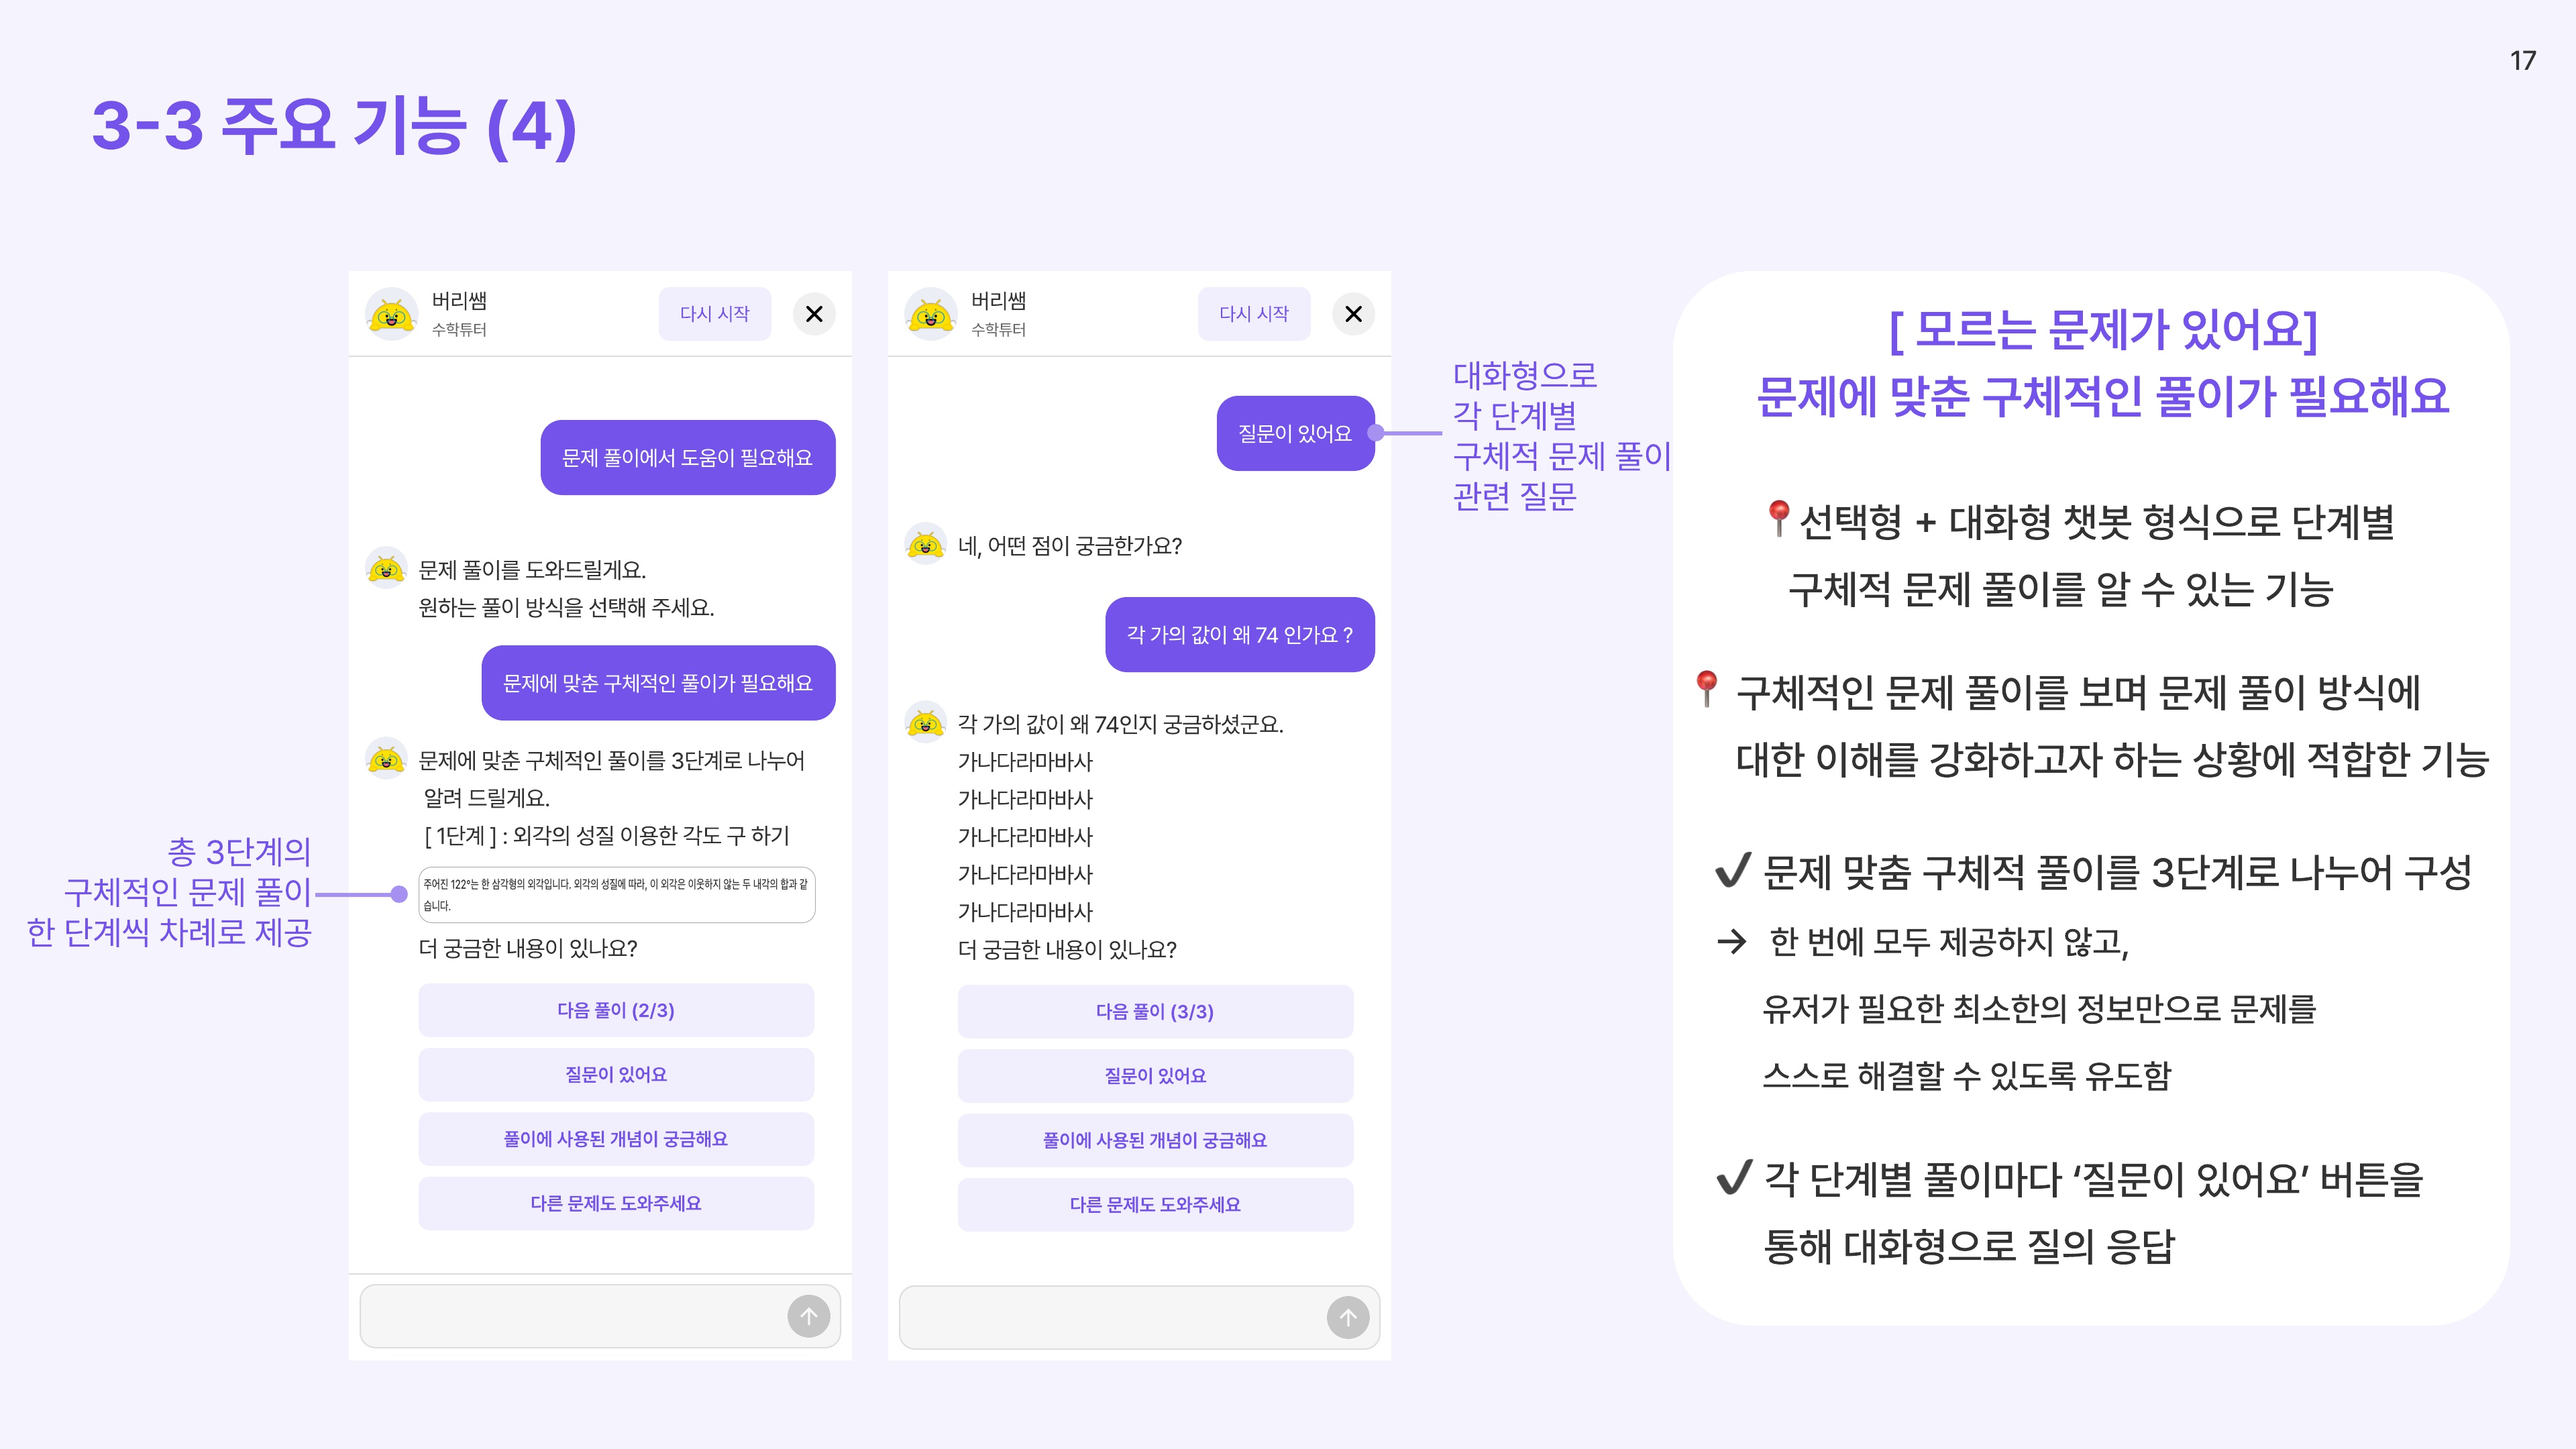 17
3-3 주요 기능 (4)
총 3단계의
구체적인 문제 풀이
한 단계씩 차례로 제공
버리쌤
수학튜터
다시 시작
문제 풀이에서 도움이 필요해요
문제 풀이를 도와드릴게요.
원하는 풀이 방식을 선택해 주세요.
문제에 맞춘 구체적인 풀이가 필요해요
문제에 맞춘 구체적인 풀이를 3단계로 나누어
알려 드릴게요.
[ 1단계 ] : 외각의 성질 이용한 각도 구 하기
주어진 122°는 한 삼각형의 외각입니다. 외각의 성질에 따라, 이 외각은 이웃하지 않는 두 내각의 합과 같
습니다.
더 궁금한 내용이 있나요?
다음 풀이 (2/3)
질문이 있어요
풀이에 사용된 개념이 궁금해요
다른 문제도 도와주세요
버리쌤
수학튜터
다시 시작
질문이 있어요
네, 어떤 점이 궁금한가요?
각 가의 값이 왜 74 인가요 ?
각 가의 값이 왜 74인지 궁금하셨군요.
가나다라마바사
가나다라마바사
가나다라마바사
가나다라마바사
가나다라마바사
더 궁금한 내용이 있나요?
다음 풀이 (3/3)
질문이 있어요
풀이에 사용된 개념이 궁금해요
다른 문제도 도와주세요
대화형으로
각 단계별
구체적 문제 풀이
관련 질문
[ 모르는 문제가 있어요]
문제에 맞춘 구체적인 풀이가 필요해요
📍선택형 + 대화형 챗봇 형식으로 단계별
구체적 문제 풀이를 알 수 있는 기능
📍 구체적인 문제 풀이를 보며 문제 풀이 방식에
대한 이해를 강화하고자 하는 상황에 적합한 기능
✔ 문제 맞춤 구체적 풀이를 3단계로 나누어 구성
→ 한 번에 모두 제공하지 않고,
유저가 필요한 최소한의 정보만으로 문제를
스스로 해결할 수 있도록 유도함
✔ 각 단계별 풀이마다 ‘질문이 있어요’ 버튼을
통해 대화형으로 질의 응답